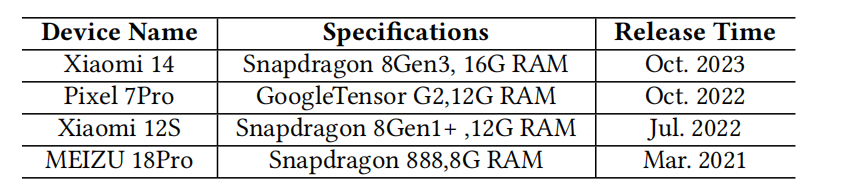 Device Name Specifications Release Time
Xiaomi 14 Snapdragon 8Gen3, 16G RAM Oct. 2023
Pixel 7Pro GoogleTensor G2,12G RAM Oct. 2022
Xiaomi 12S Snapdragon 8Gen1+ ,12G RAM Jul. 2022
MEIZU 18Pro Snapdragon 888,8G RAM Mar. 2021